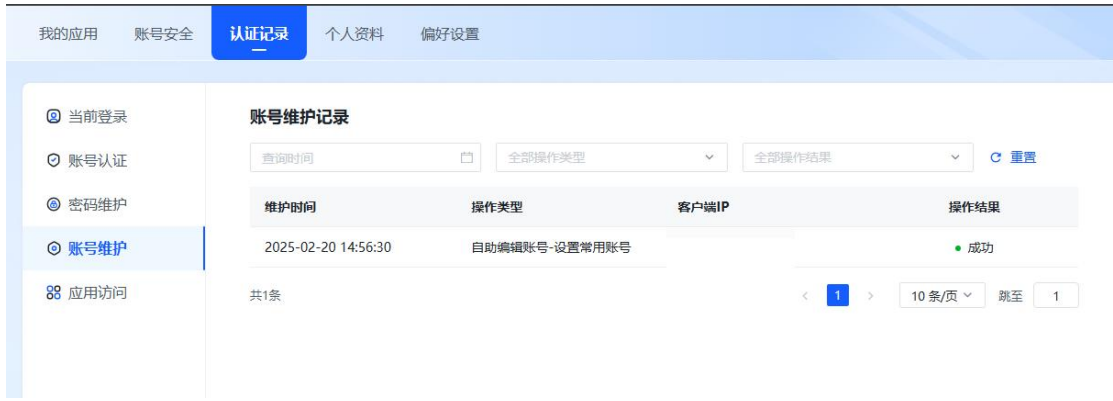 我的应用 账号安全 认证记录 个人资料 偏好设置
当前登录
账号认证
密码维护
账号维护
应用访问
账号维护记录
查询时间 全部操作类型 全部操作结果 重置
维护时间 操作类型 客户端IP 操作结果
2025-02-20 14:56:30 自助编辑账号-设置常用账号 成功
共1条 < 1 > 10 条/页 跳至 1